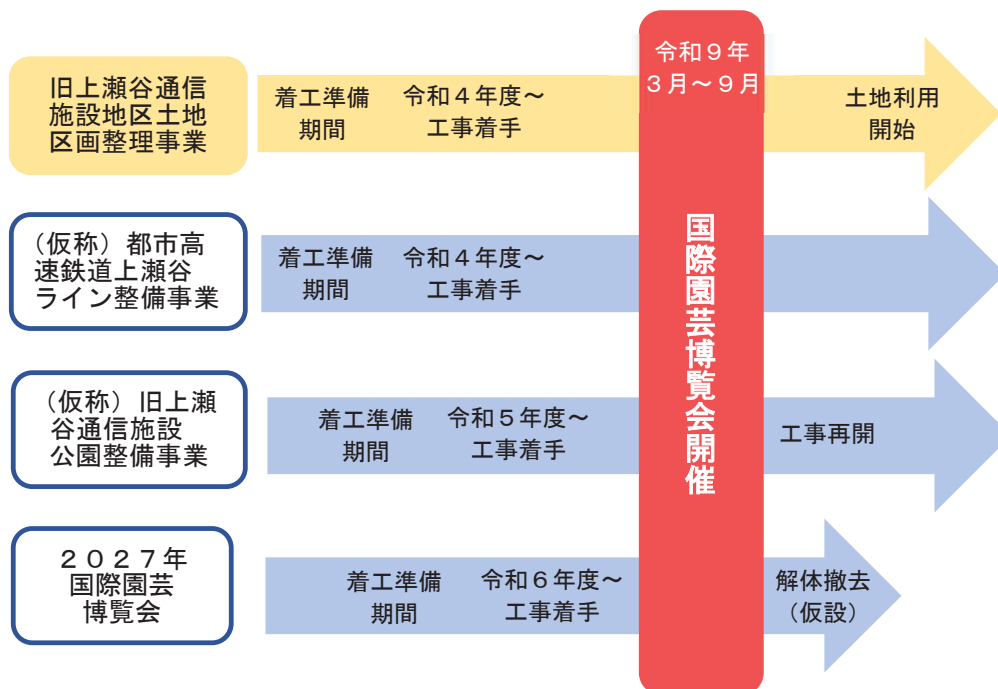 令和９年
３月～９月
国際園芸博覧会開催
旧上瀬谷通信
施設地区土地
区画整理事業
着工準備
期間
令和４年度～
工事着手
土地利用
開始
（仮称）都市高
速鉄道上瀬谷
ライン整備事業
着工準備
期間
令和４年度～
工事着手
（仮称）旧上瀬
谷通信施設
公園整備事業
着工準備
期間
令和５年度～
工事着手
工事再開
２０２７年
国際園芸
博覧会
着工準備
期間
令和６年度～
工事着手
解体撤去
（仮設）